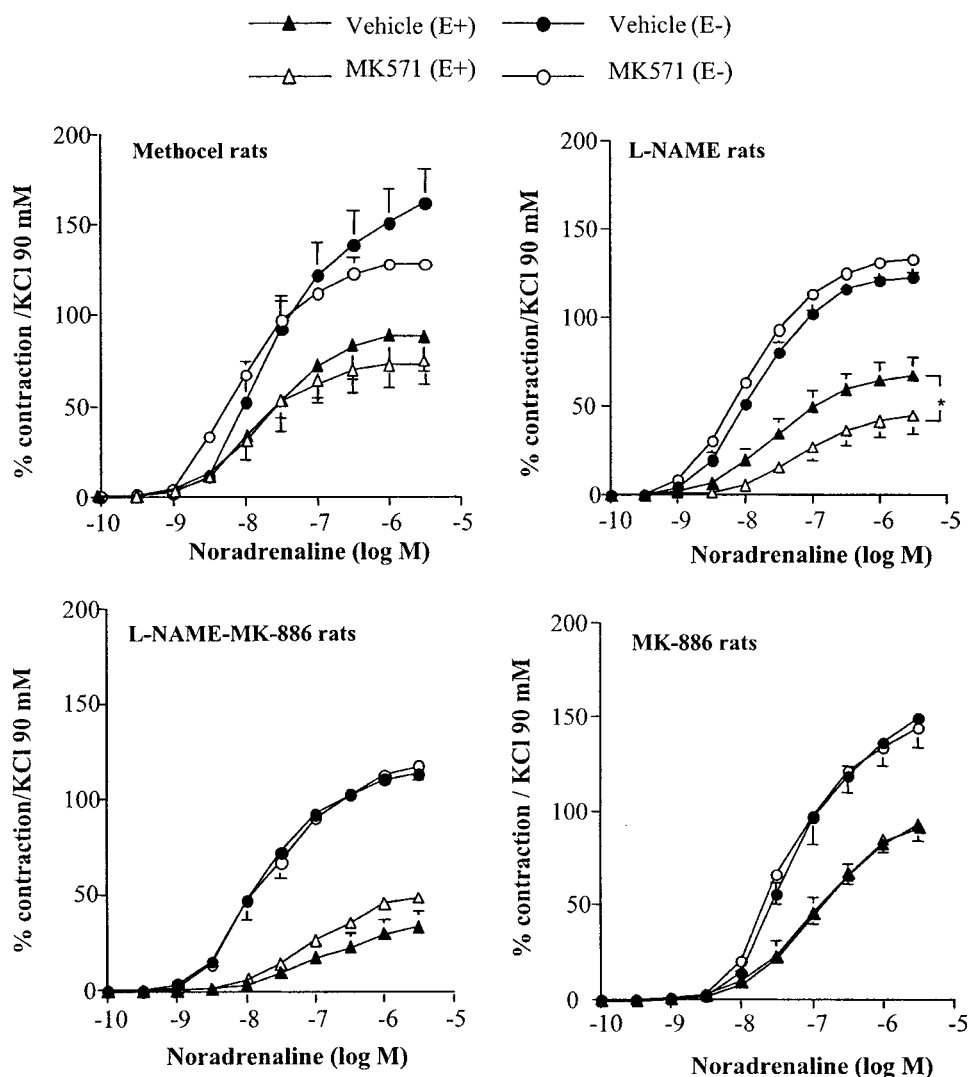 Vehicle (E+) Vehicle (E-)
MK571 (E+) MK571 (E-)
Methocel rats
% contraction /KCl 90 mM
200
150
100
50
0
-10 -9 -8 -7 -6 -5
Noradrenaline (log M)
L-NAME rats
% contraction/KCl 90 mM
200
150
100
50
0
*
-10 -9 -8 -7 -6 -5
Noradrenaline (log M)
L-NAME-MK-886 rats
% contraction/KCl 90 mM
200
150
100
50
0
-10 -9 -8 -7 -6 -5
Noradrenaline (log M)
MK-886 rats
% contraction / KCl 90 mM
200
150
100
50
0
-10 -9 -8 -7 -6 -5
Noradrenaline (log M)